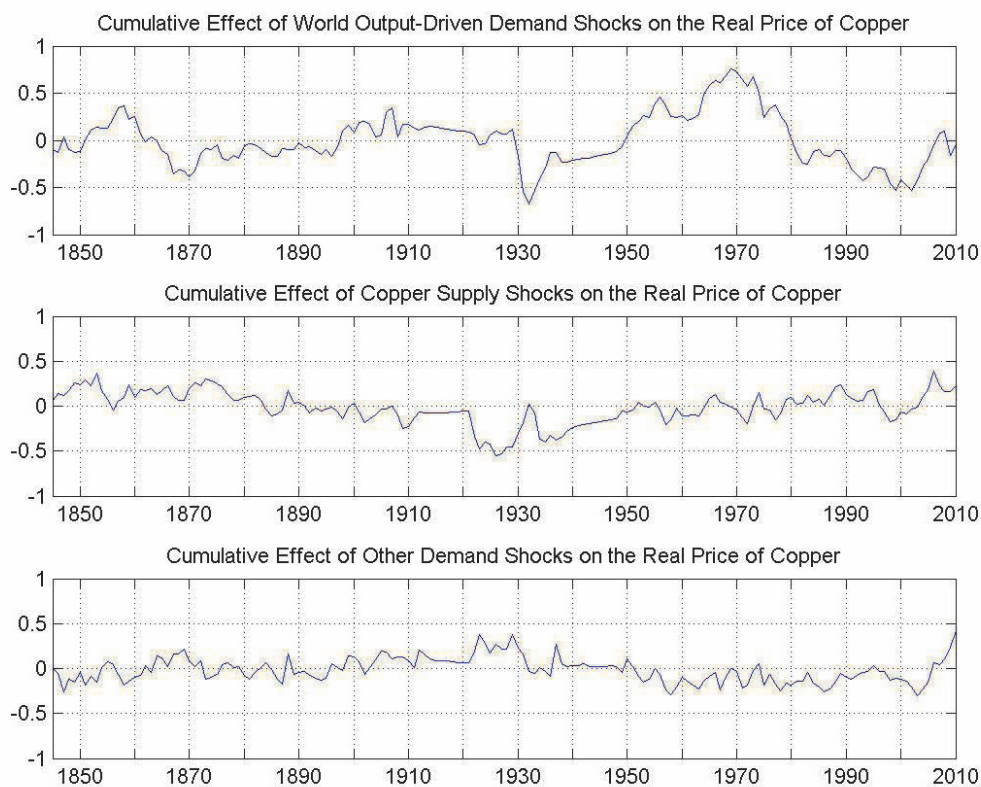 Cumulative Effect of World Output-Driven Demand Shocks on the Real Price of Copper
1
0.5
0
-0.5
-1
1850 1870 1890 1910 1930 1950 1970 1990 2010
Cumulative Effect of Copper Supply Shocks on the Real Price of Copper
1
0.5
0
-0.5
-1
1850 1870 1890 1910 1930 1950 1970 1990 2010
Cumulative Effect of Other Demand Shocks on the Real Price of Copper
1
0.5
0
-0.5
-1
1850 1870 1890 1910 1930 1950 1970 1990 2010